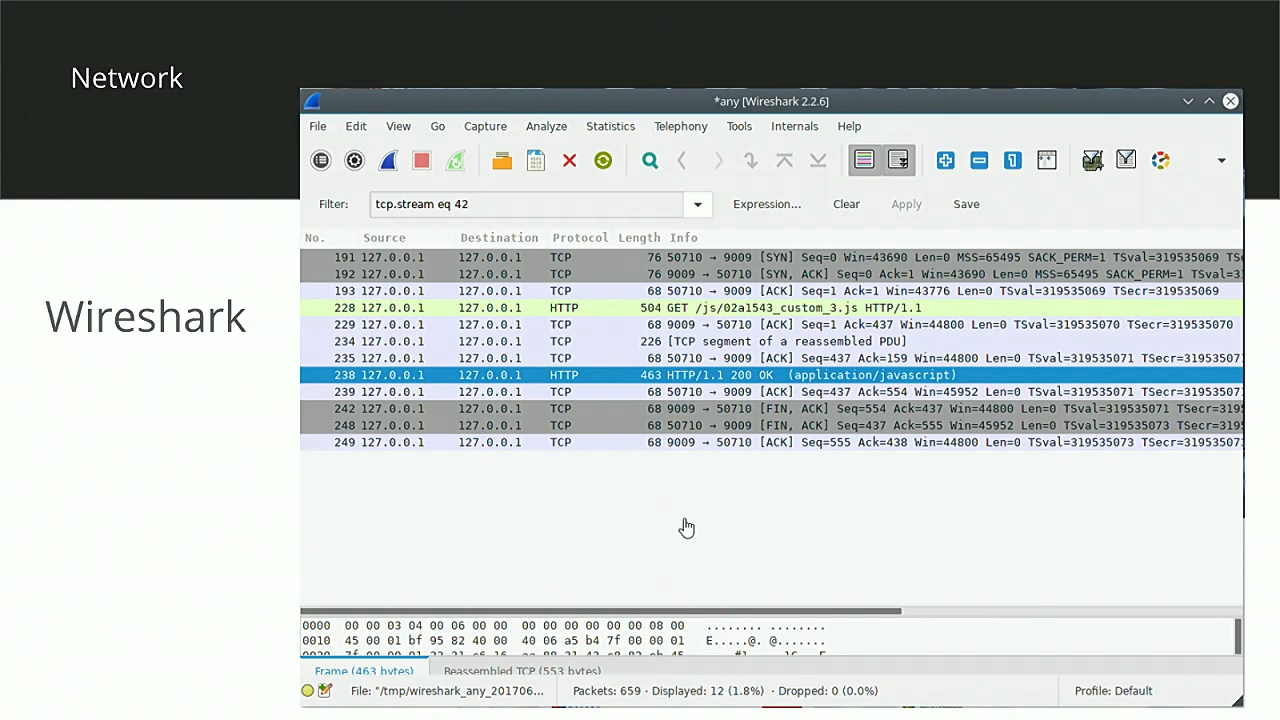 Network
*any [Wireshark 2.2.6]
File Edit View Go Capture Analyze Statistics Telephony Tools Internals Help
Filter: tcp.stream eq 42 Expression... Clear Apply Save
No. Source Destination Protocol Length Info
191 127.0.0.1 127.0.0.1 TCP 76 50710 → 9009 [SYN] Seq=0 Win=43690 Len=0 MSS=65495 SACK_PERM=1 TSval=319535069 TSe
192 127.0.0.1 127.0.0.1 TCP 76 9009 → 50710 [SYN, ACK] Seq=0 Ack=1 Win=43690 Len=0 MSS=65495 SACK_PERM=1 TSval=3
193 127.0.0.1 127.0.0.1 TCP 68 50710 → 9009 [ACK] Seq=1 Ack=1 Win=43776 Len=0 TSval=319535069 TSecr=319535069
228 127.0.0.1 127.0.0.1 HTTP 504 GET /js/02a1543_custom_3.js HTTP/1.1
229 127.0.0.1 127.0.0.1 TCP 68 9009 → 50710 [ACK] Seq=1 Ack=437 Win=44800 Len=0 TSval=319535070 TSecr=319535070
234 127.0.0.1 127.0.0.1 TCP 226 [TCP segment of a reassembled PDU]
235 127.0.0.1 127.0.0.1 TCP 68 50710 → 9009 [ACK] Seq=437 Ack=159 Win=44800 Len=0 TSval=319535071 TSecr=319535071
238 127.0.0.1 127.0.0.1 HTTP 463 HTTP/1.1 200 OK (application/javascript)
239 127.0.0.1 127.0.0.1 TCP 68 50710 → 9009 [ACK] Seq=437 Ack=554 Win=45952 Len=0 TSval=319535071 TSecr=319535071
242 127.0.0.1 127.0.0.1 TCP 68 9009 → 50710 [FIN, ACK] Seq=554 Ack=437 Win=44800 Len=0 TSval=319535071 TSecr=3195
248 127.0.0.1 127.0.0.1 TCP 68 50710 → 9009 [FIN, ACK] Seq=437 Ack=555 Win=45952 Len=0 TSval=319535073 TSecr=3195
249 127.0.0.1 127.0.0.1 TCP 68 9009 → 50710 [ACK] Seq=555 Ack=438 Win=44800 Len=0 TSval=319535073 TSecr=319535073
Wireshark
0000 00 00 03 04 00 06 00 00 00 00 00 00 00 00 08 00 ........ ........
0010 45 00 01 bf 95 82 40 00 40 06 a5 b4 7f 00 00 01 E.....@. @.......
Frame (463 bytes) Reassembled TCP (553 bytes)
File: "/tmp/wireshark_any_201706... Packets: 659 · Displayed: 12 (1.8%) · Dropped: 0 (0.0%) Profile: Default